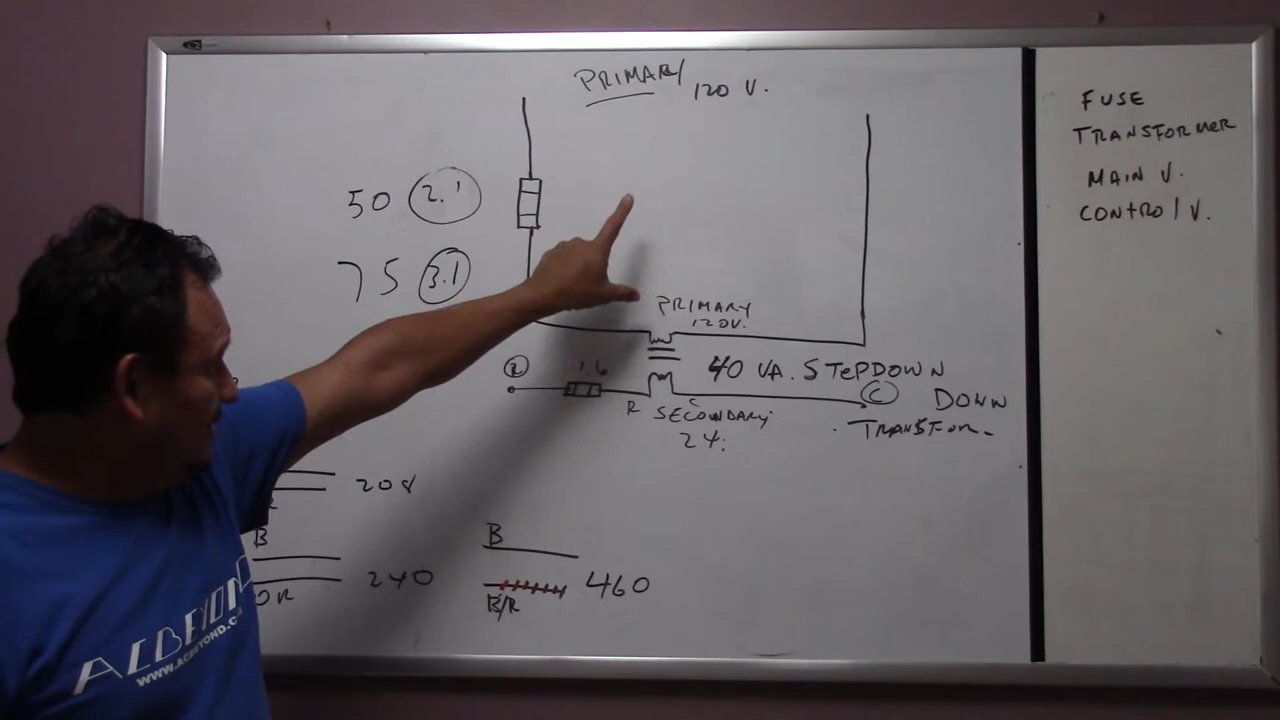 PRIMARY
120 V.
50 2.1
75 3.1
PRIMARY
120V.
40 VA. STEPDOWN
C
DOWN
TRANSFOR.
R
1.6
R
SECONDARY
24.
208
B
240
OR
B
460
B/R
FUSE
TRANSFORMER
MAIN V.
CONTROL V.
ACBEYOND
WWW.ACBEYOND.C